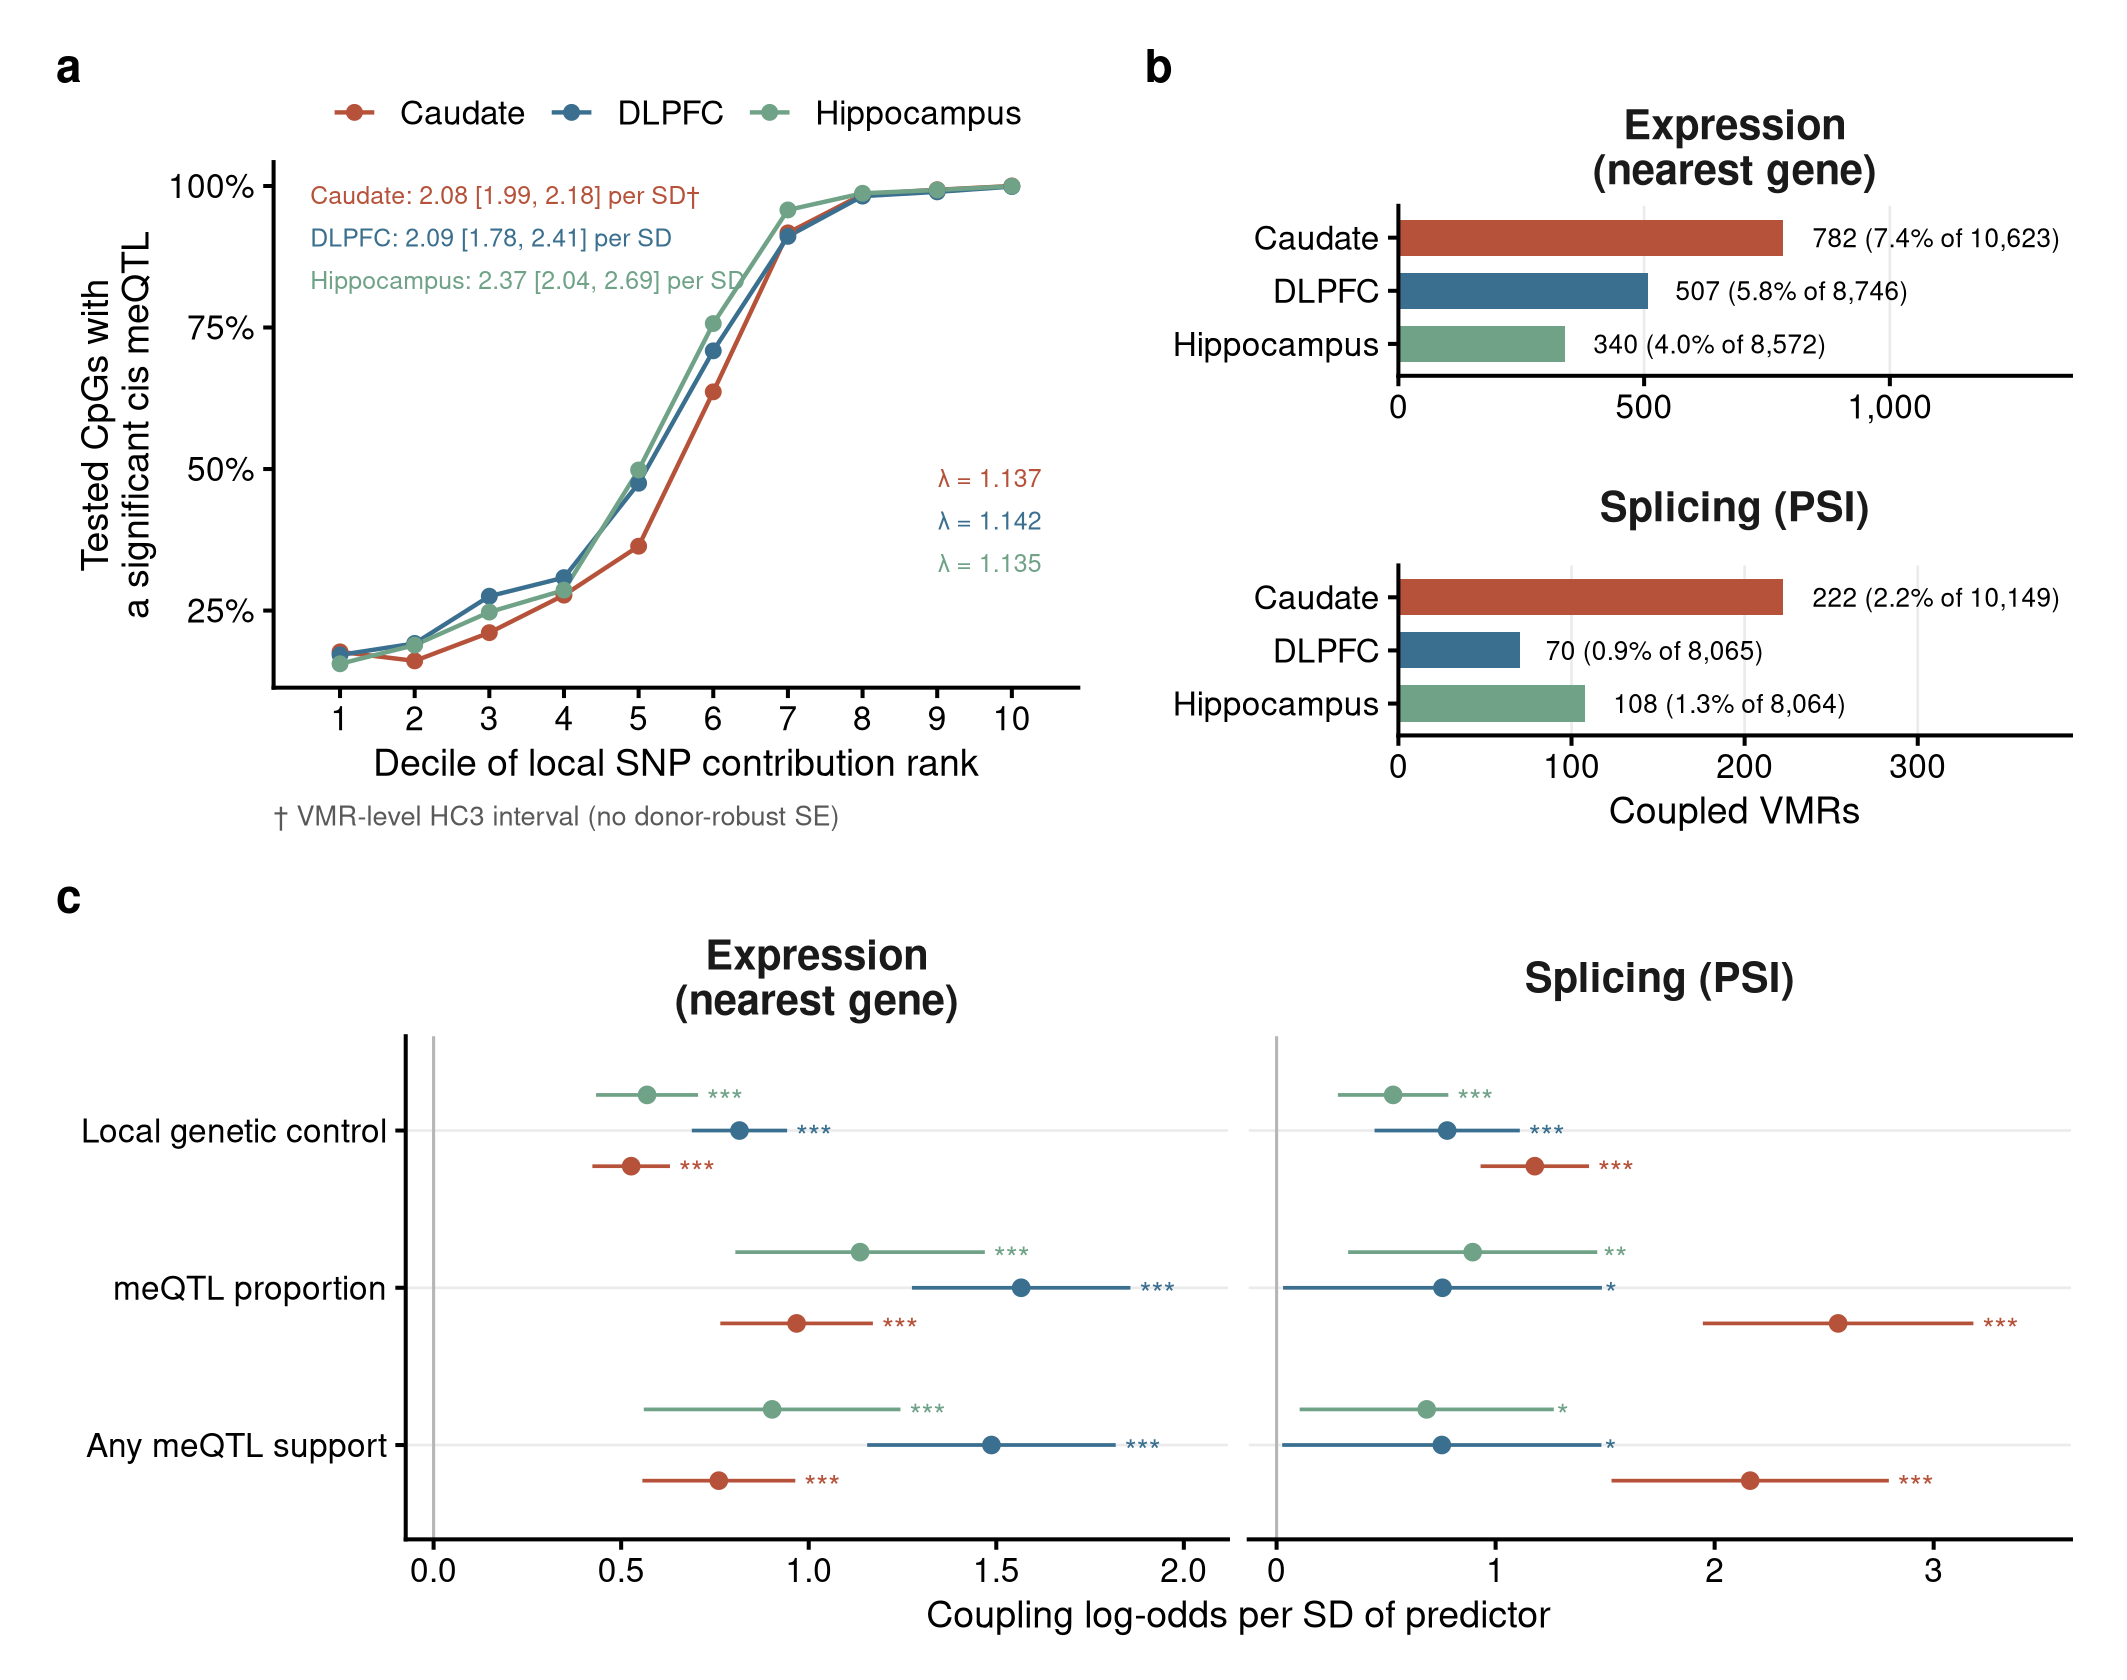 a
Caudate DLPFC Hippocampus
Tested CpGs with
a significant cis meQTL
100%
75%
50%
25%
Caudate: 2.08 [1.99, 2.18] per SD†
DLPFC: 2.09 [1.78, 2.41] per SD
Hippocampus: 2.37 [2.04, 2.69] per SD
λ = 1.137
λ = 1.142
λ = 1.135
1 2 3 4 5 6 7 8 9 10
Decile of local SNP contribution rank
† VMR-level HC3 interval (no donor-robust SE)
b
Expression
(nearest gene)
Caudate 782 (7.4% of 10,623)
DLPFC 507 (5.8% of 8,746)
Hippocampus 340 (4.0% of 8,572)
0 500 1,000
Splicing (PSI)
Caudate 222 (2.2% of 10,149)
DLPFC 70 (0.9% of 8,065)
Hippocampus 108 (1.3% of 8,064)
0 100 200 300
Coupled VMRs
c
Expression
(nearest gene)
Splicing (PSI)
*** ***
Local genetic control *** ***
*** ***
*** **
meQTL proportion *** *
*** ***
*** *
Any meQTL support *** *
*** ***
0.0 0.5 1.0 1.5 2.0 0 1 2 3
Coupling log-odds per SD of predictor